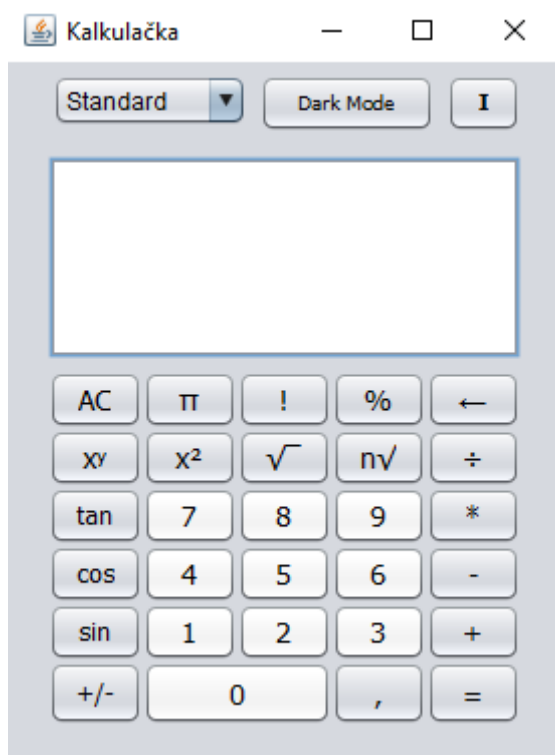 Kalkulačka
Standard Dark Mode I
AC π ! % ←
xy x² √ n√ ÷
tan 7 8 9 *
cos 4 5 6 -
sin 1 2 3 +
+/- 0 , =